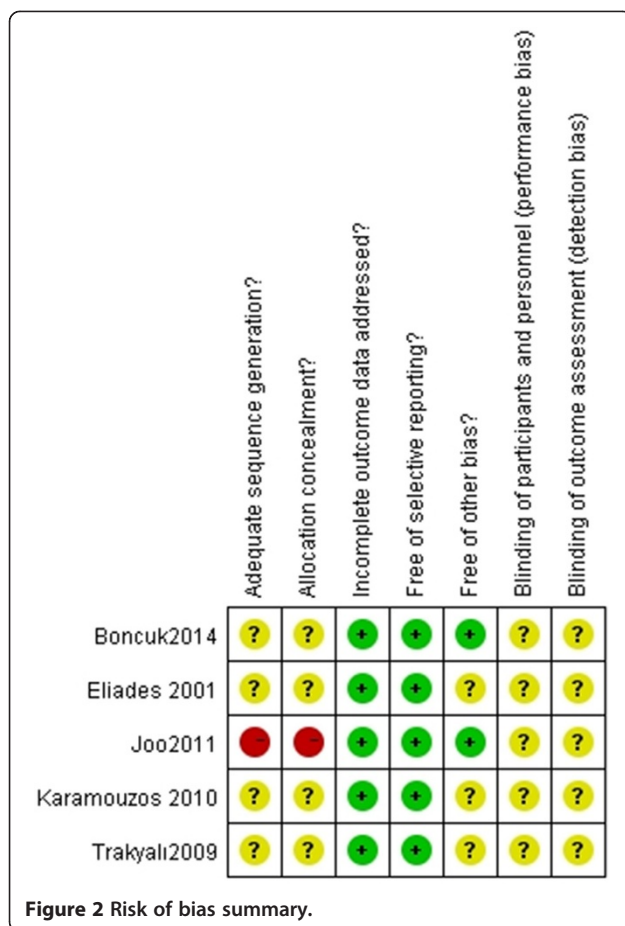 Adequate sequence generation?
Allocation concealment?
Incomplete outcome data addressed?
Free of selective reporting?
Free of other bias?
Blinding of participants and personnel (performance bias)
Blinding of outcome assessment (detection bias)
Boncuk2014 ? ? + + + ? ?
Eliades 2001 ? ? + + ? ? ?
Joo2011 - - + + + ? ?
Karamouzos 2010 ? ? + + ? ? ?
Trakyalı2009 ? ? + + ? ? ?
Figure 2 Risk of bias summary.